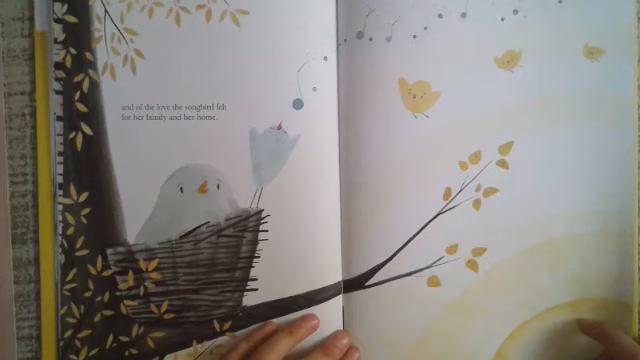 and of the love the songbird felt
for her family and her home.